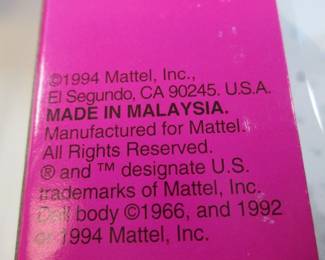 ©1994 Mattel, Inc.,
El Segundo, CA 90245. U.S.A.
MADE IN MALAYSIA.
Manufactured for Mattel.
All Rights Reserved.
® and ™ designate U.S.
trademarks of Mattel, Inc.
Doll body ©1966, and 1992
or 1994 Mattel, Inc.